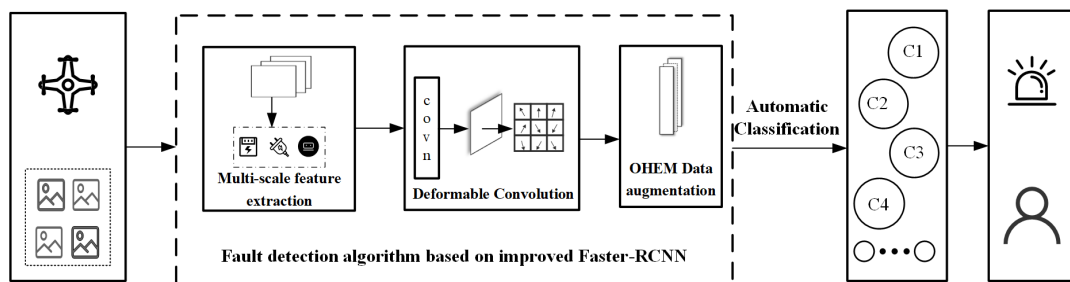 Multi-scale feature
extraction
c
o
v
n
Deformable Convolution
OHEM Data
augmentation
Fault detection algorithm based on improved Faster-RCNN
Automatic
Classification
C1
C2
C3
C4